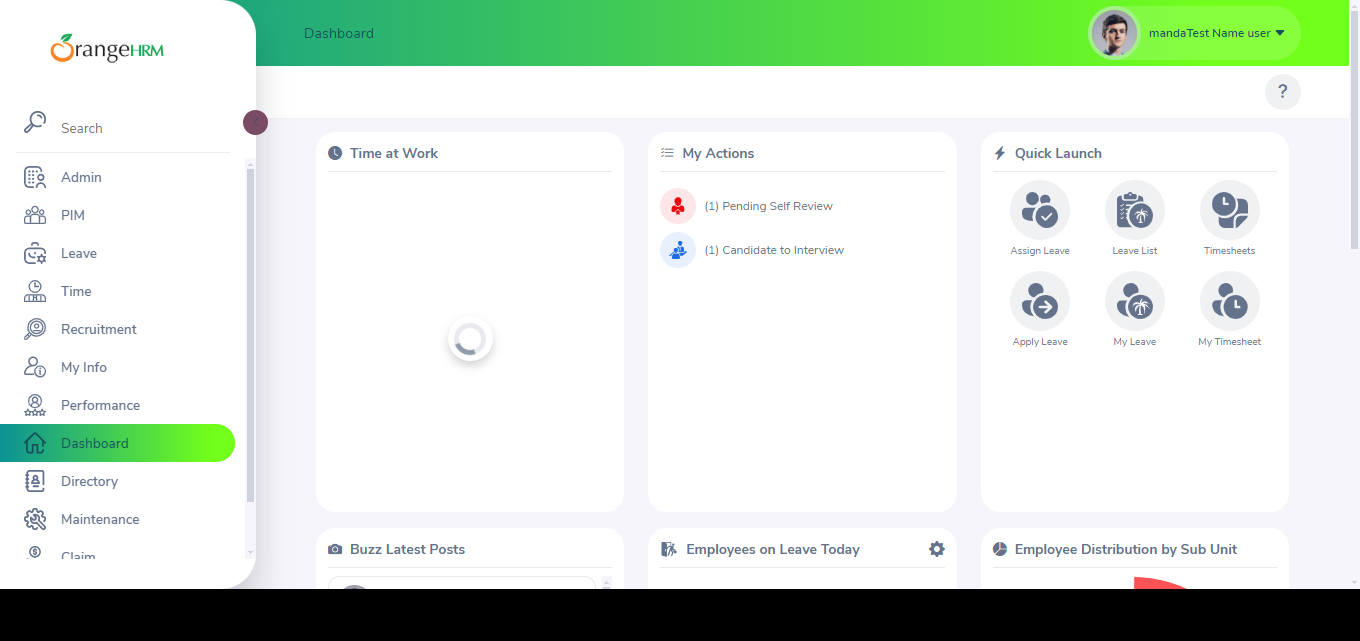 OrangeHRM
Dashboard
mandaTest Name user
?
Search
Admin
PIM
Leave
Time
Recruitment
My Info
Performance
Dashboard
Directory
Maintenance
Claim
Time at Work
My Actions
(1) Pending Self Review
(1) Candidate to Interview
Quick Launch
Assign Leave
Leave List
Timesheets
Apply Leave
My Leave
My Timesheet
Buzz Latest Posts
Employees on Leave Today
Employee Distribution by Sub Unit